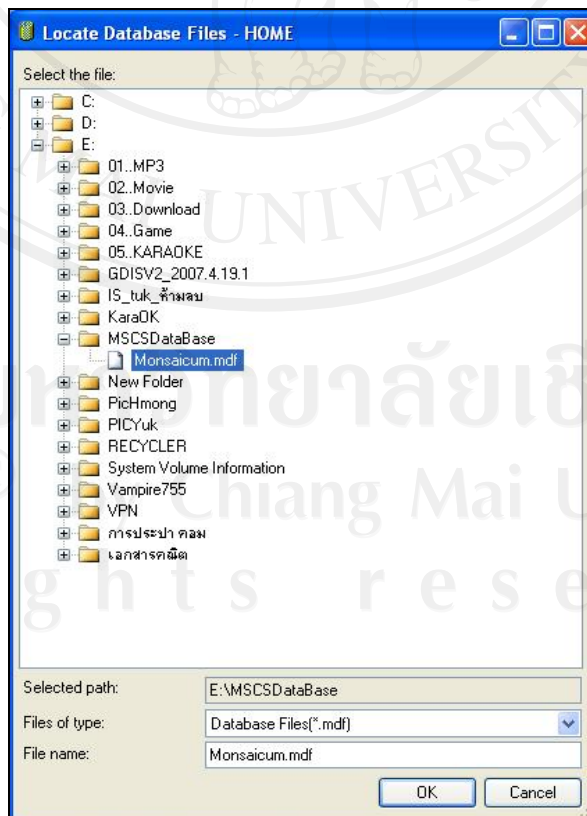 Locate Database Files - HOME
Select the file:
C:
D:
E:
01..MP3
02..Movie
03..Download
04..Game
05..KARAOKE
GDISV2_2007.4.19.1
IS_tuk_ห้ามลบ
KaraOK
MSCSDataBase
Monsaicum.mdf
New Folder
PicHmong
PICYuk
RECYCLER
System Volume Information
Vampire755
VPN
การประปา คอม
เอกสารคณิต
Selected path:
E:\MSCSDataBase
Files of type:
Database Files(*.mdf)
File name:
Monsaicum.mdf
OK
Cancel